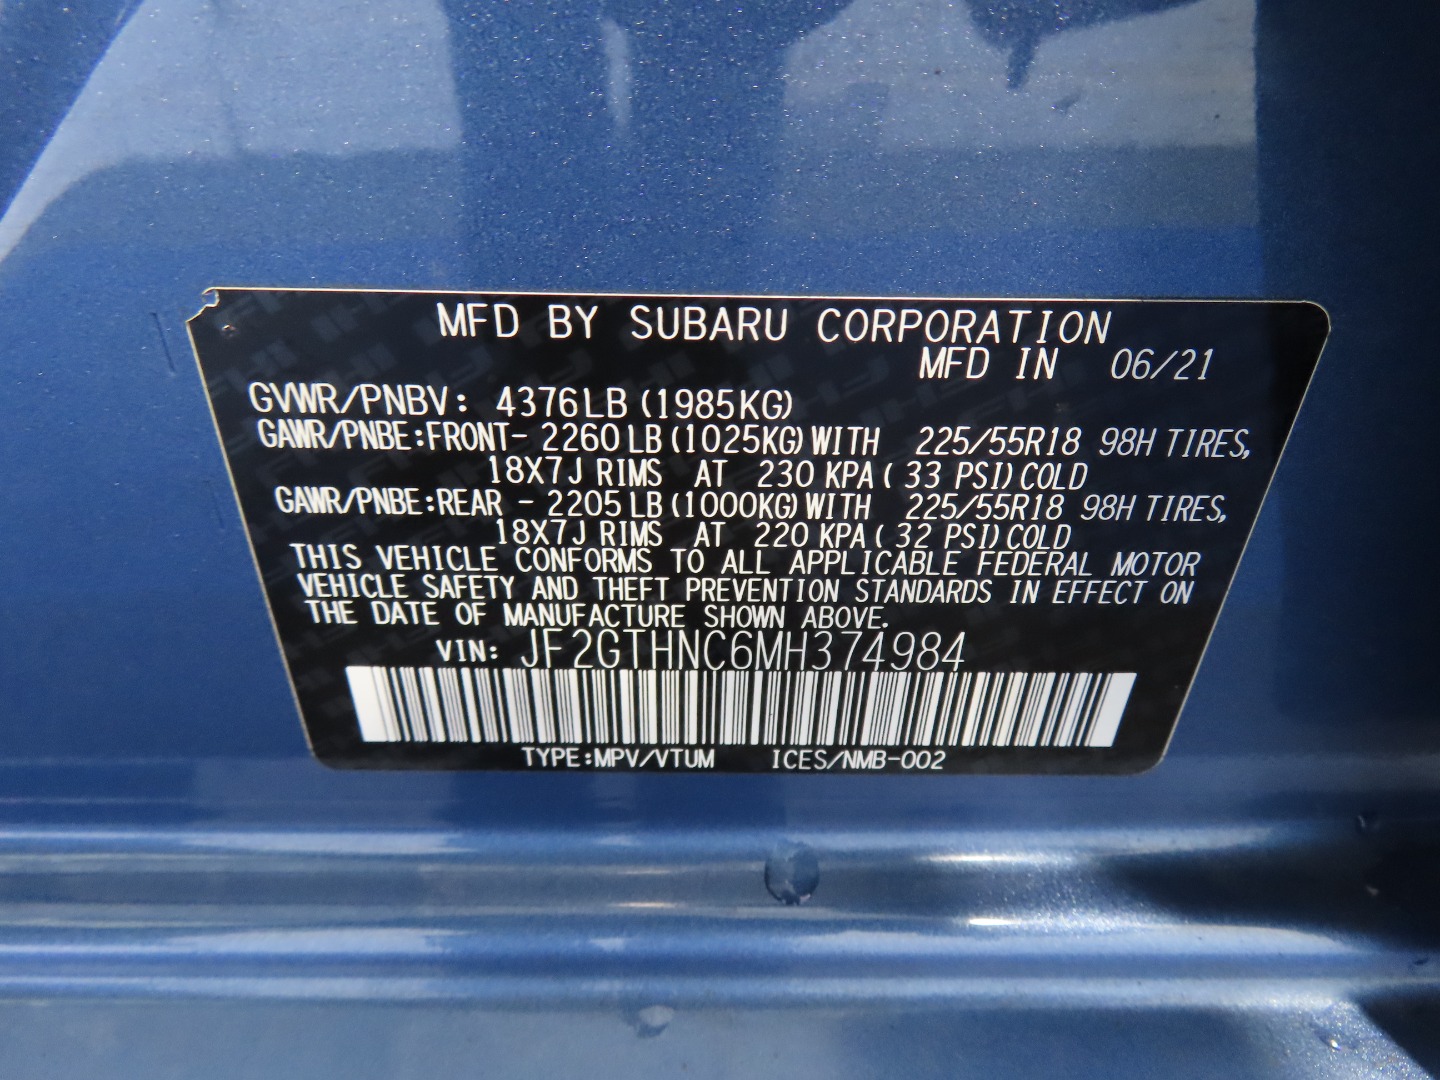 MFD BY SUBARU CORPORATION
MFD IN 06/21
GVWR/PNBV: 4376LB (1985KG)
GAWR/PNBE:FRONT- 2260 LB (1025KG) WITH 225/55R18 98H TIRES,
18X7J RIMS AT 230 KPA ( 33 PSI) COLD
GAWR/PNBE:REAR - 2205 LB (1000KG) WITH 225/55R18 98H TIRES,
18X7J RIMS AT 220 KPA ( 32 PSI) COLD
THIS VEHICLE CONFORMS TO ALL APPLICABLE FEDERAL MOTOR
VEHICLE SAFETY AND THEFT PREVENTION STANDARDS IN EFFECT ON
THE DATE OF MANUFACTURE SHOWN ABOVE.
VIN: JF2GTHNC6MH374984
TYPE:MPV/VTUM ICES/NMB-002